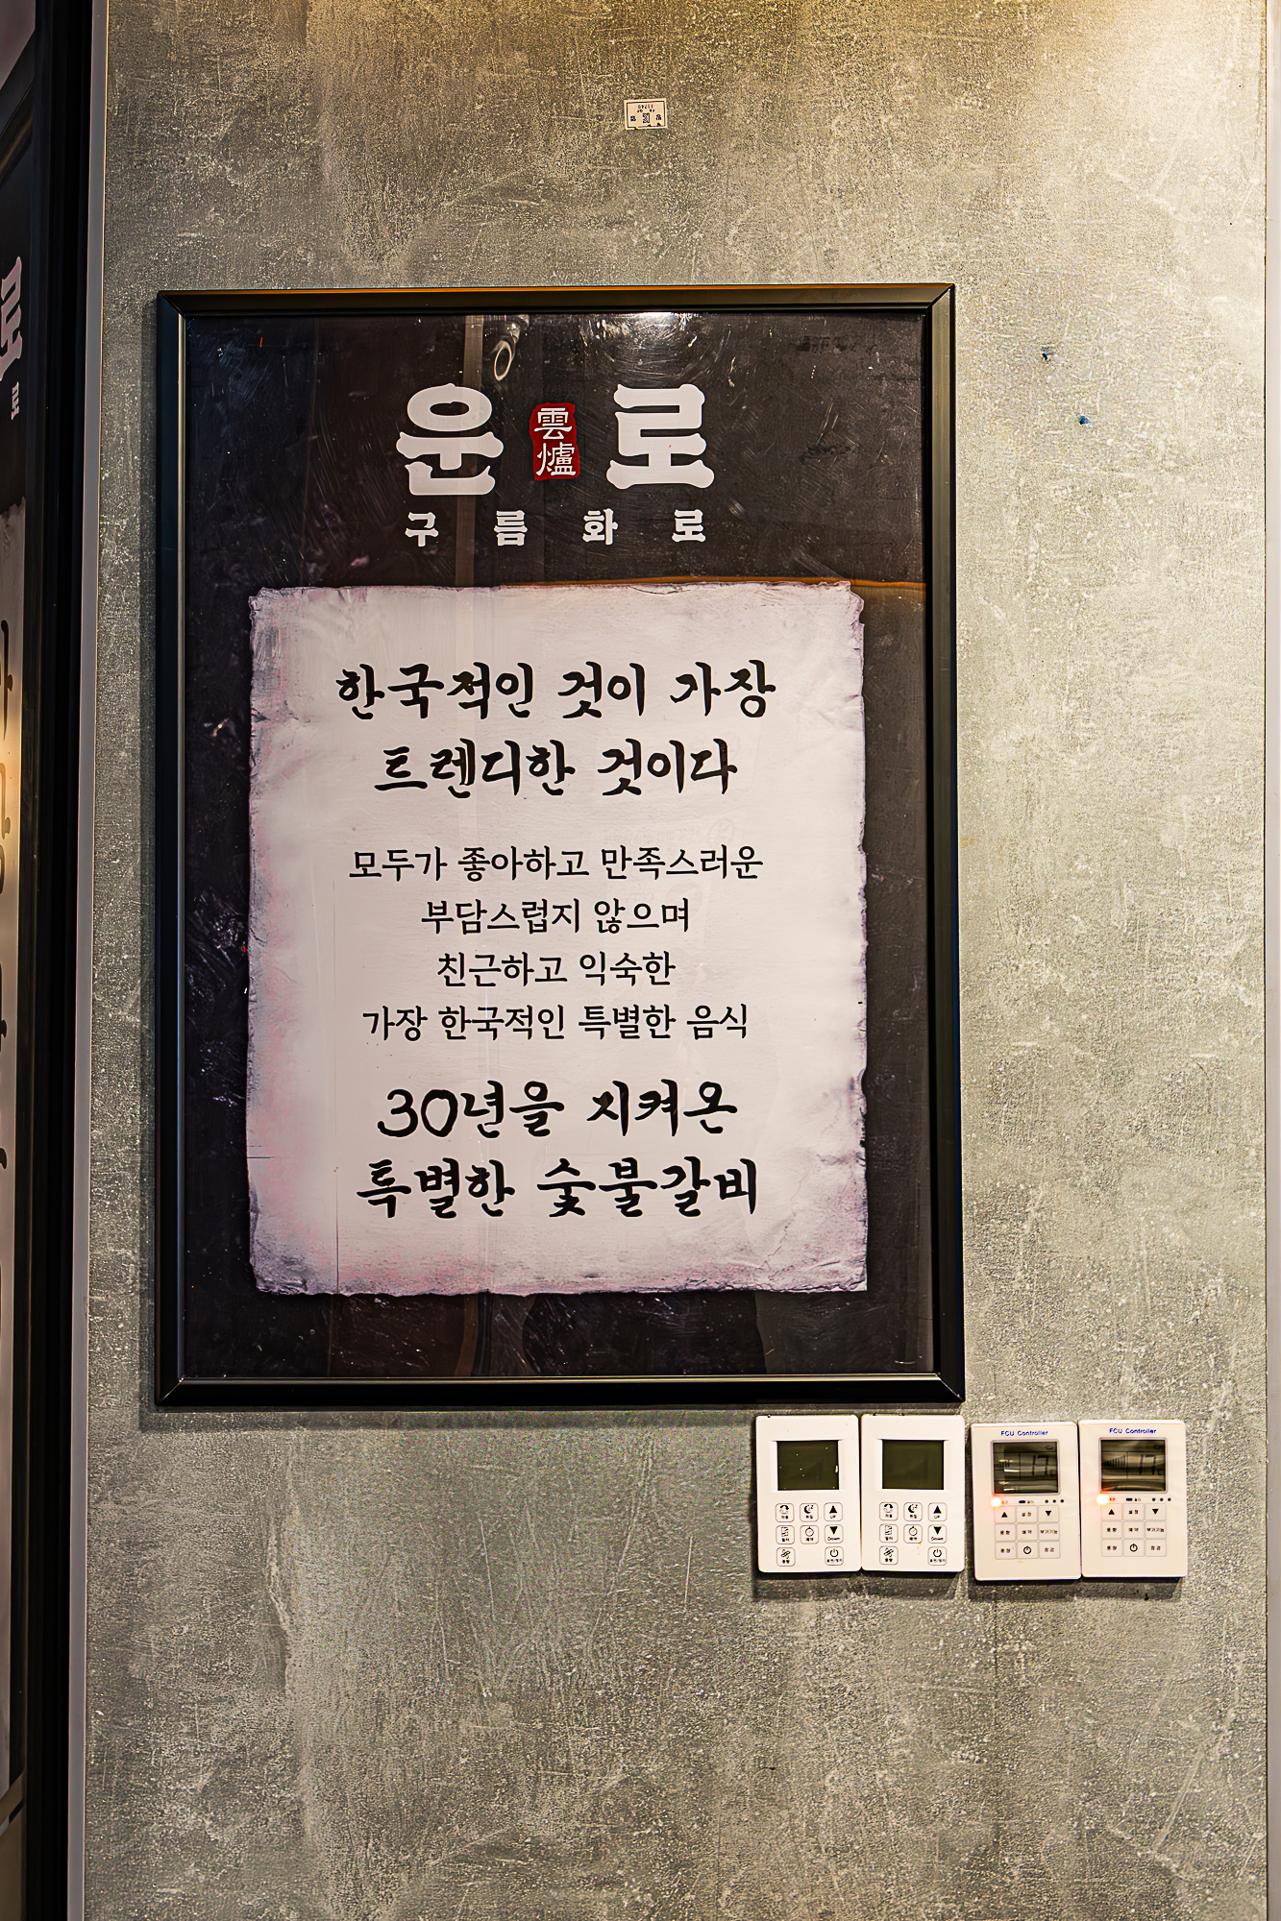 운 雲爐 로
구름화로
한국적인 것이 가장
트렌디한 것이다
모두가 좋아하고 만족스러운
부담스럽지 않으며
친근하고 익숙한
가장 한국적인 특별한 음식
30년을 지켜온
특별한 숯불갈비
FCU Controller
FCU Controller